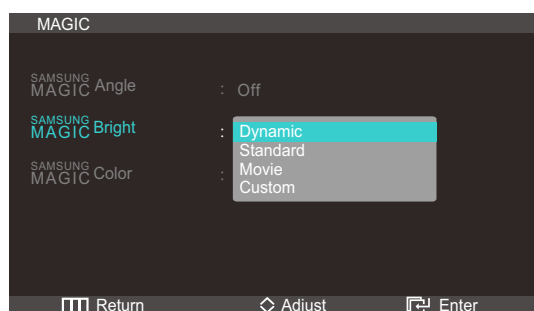 MAGIC
SAMSUNG
MAGIC Angle : Off
SAMSUNG
MAGIC Bright : Dynamic
Standard
Movie
Custom
SAMSUNG
MAGIC Color :
Return Adjust Enter